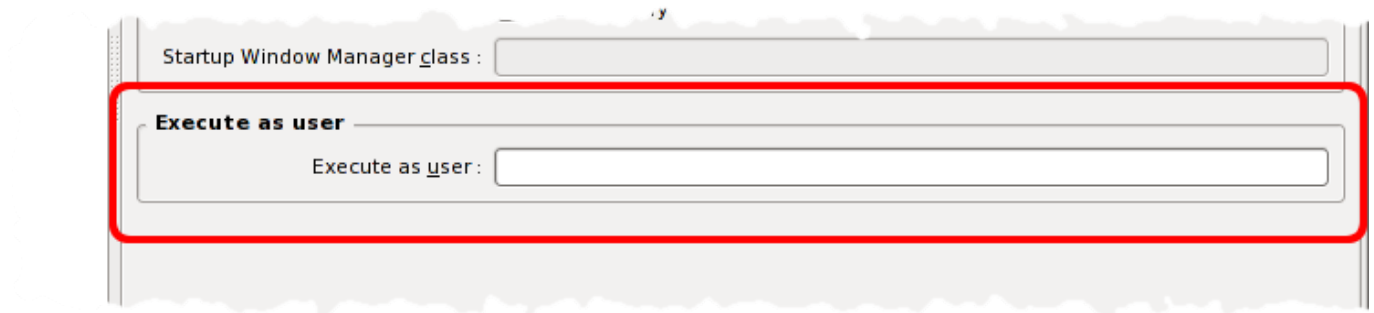 Startup Window Manager class :
Execute as user
Execute as user :